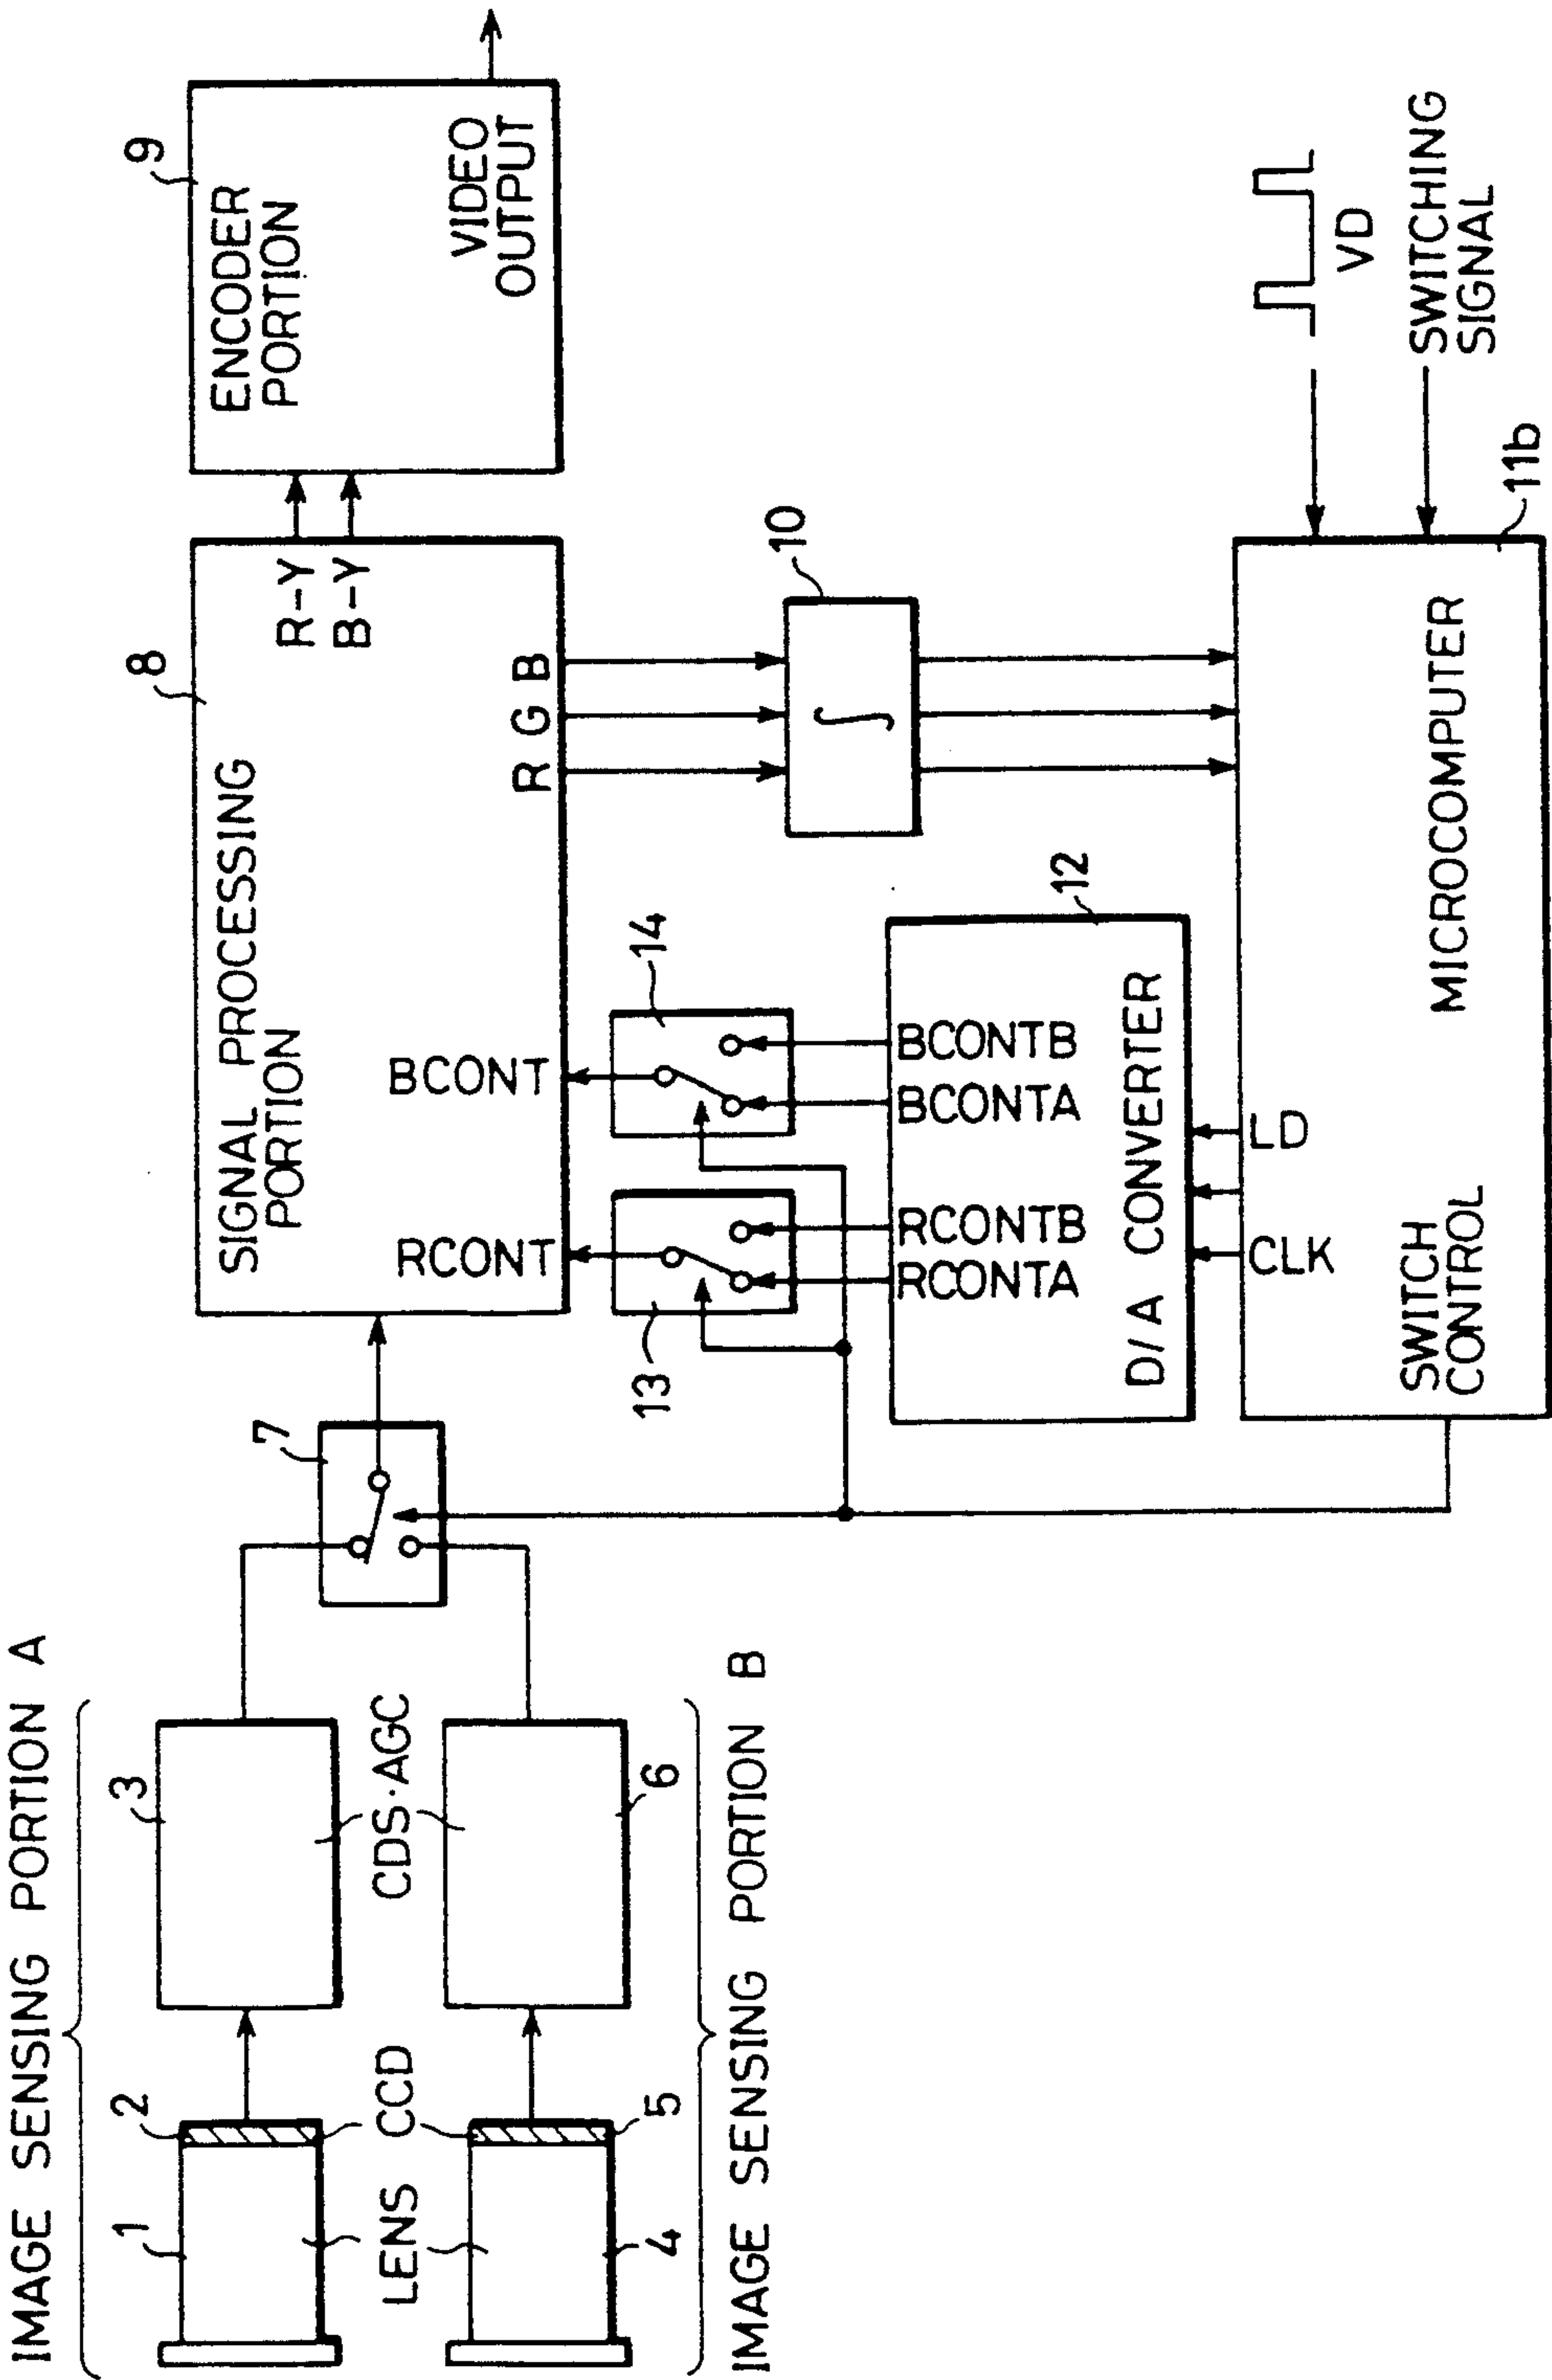 IMAGE SENSING PORTION A
1
2
3
LENS
CCD
CDS·AGC
4
5
6
IMAGE SENSING PORTION B
7
8
SIGNAL PROCESSING
PORTION
R-Y
B-Y
RCONT
BCONT
R G B
9
ENCODER
PORTION
VIDEO
OUTPUT
13
14
10
∫
RCONTA
RCONTB
BCONTA
BCONTB
12
D/A CONVERTER
CLK
LD
SWITCH
CONTROL
MICROCOMPUTER
11b
VD
SWITCHING
SIGNAL